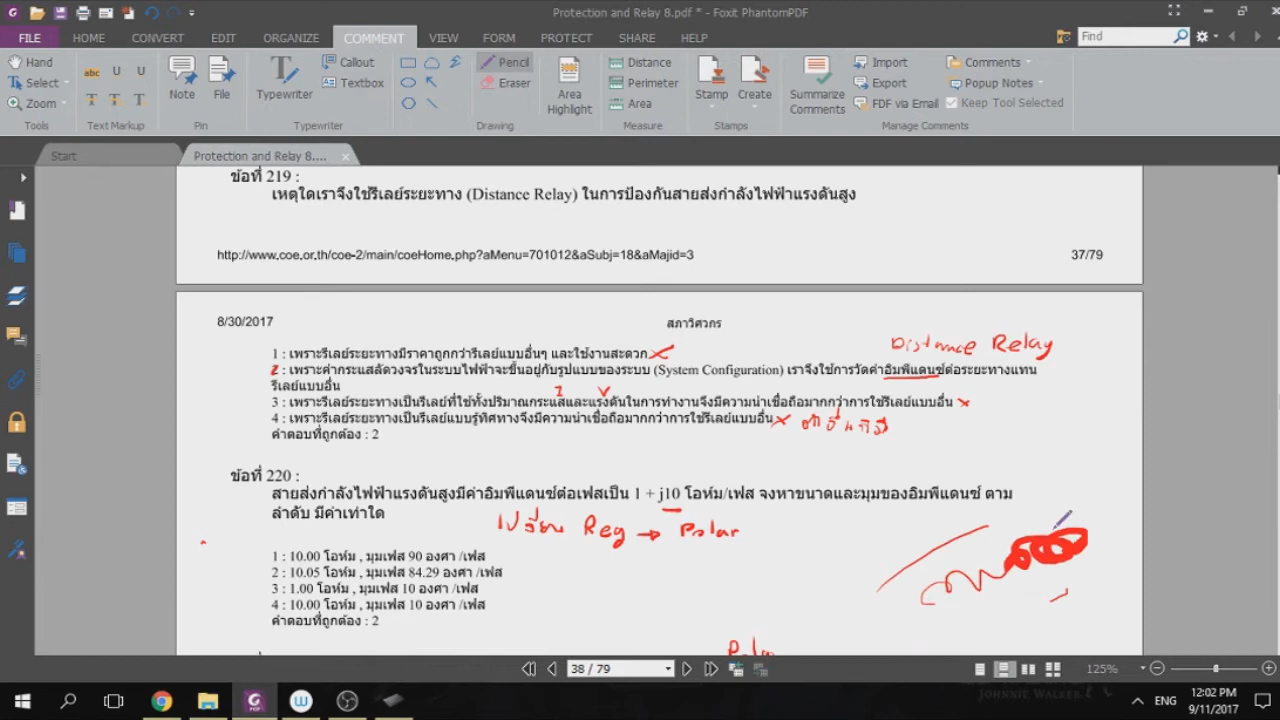 Protection and Relay 8.pdf * - Foxit PhantomPDF
FILE HOME CONVERT EDIT ORGANIZE COMMENT VIEW FORM PROTECT SHARE HELP Find
Hand Select Zoom Tools
abc U U T T T Text Markup
Note File Pin
Typewriter Callout Textbox Typewriter
Pencil Eraser Drawing
Area Highlight Distance Perimeter Area Measure
Stamp Create Stamps
Summarize Comments Import Export FDF via Email Comments Popup Notes Keep Tool Selected Manage Comments
Start Protection and Relay 8....
ข้อที่ 219 :
เหตุใดเราจึงใช้รีเลย์ระยะทาง (Distance Relay) ในการป้องกันสายส่งกำลังไฟฟ้าแรงดันสูง
http://www.coe.or.th/coe-2/main/coeHome.php?aMenu=701012&aSubj=18&aMajid=3 37/79
8/30/2017 สภาวิศวกร
Distance Relay
1 : เพราะรีเลย์ระยะทางมีราคาถูกกว่ารีเลย์แบบอื่นๆ และใช้งานสะดวก
2 : เพราะค่ากระแสลัดวงจรในระบบไฟฟ้าจะขึ้นอยู่กับรูปแบบของระบบ (System Configuration) เราจึงใช้การวัดค่าอิมพีแดนซ์ต่อระยะทางแทน
รีเลย์แบบอื่น
I V
3 : เพราะรีเลย์ระยะทางเป็นรีเลย์ที่ใช้ทั้งปริมาณกระแสและแรงดันในการทำงานจึงมีความน่าเชื่อถือมากกว่าการใช้รีเลย์แบบอื่น
4 : เพราะรีเลย์ระยะทางเป็นรีเลย์แบบรู้ทิศทางจึงมีความน่าเชื่อถือมากกว่าการใช้รีเลย์แบบอื่น
คำตอบที่ถูกต้อง : 2
ข้อที่ 220 :
สายส่งกำลังไฟฟ้าแรงดันสูงมีค่าอิมพีแดนซ์ต่อเฟสเป็น 1 + j10 โอห์ม/เฟส จงหาขนาดและมุมของอิมพีแดนซ์ ตาม
ลำดับ มีค่าเท่าใด
เปลี่ยน Reg → Polar
1 : 10.00 โอห์ม , มุมเฟส 90 องศา /เฟส
2 : 10.05 โอห์ม , มุมเฟส 84.29 องศา /เฟส
3 : 1.00 โอห์ม , มุมเฟส 10 องศา /เฟส
4 : 10.00 โอห์ม , มุมเฟส 10 องศา /เฟส
คำตอบที่ถูกต้อง : 2
38 / 79 125%
JOHNNIE WALKER
ENG 12:02 PM
9/11/2017